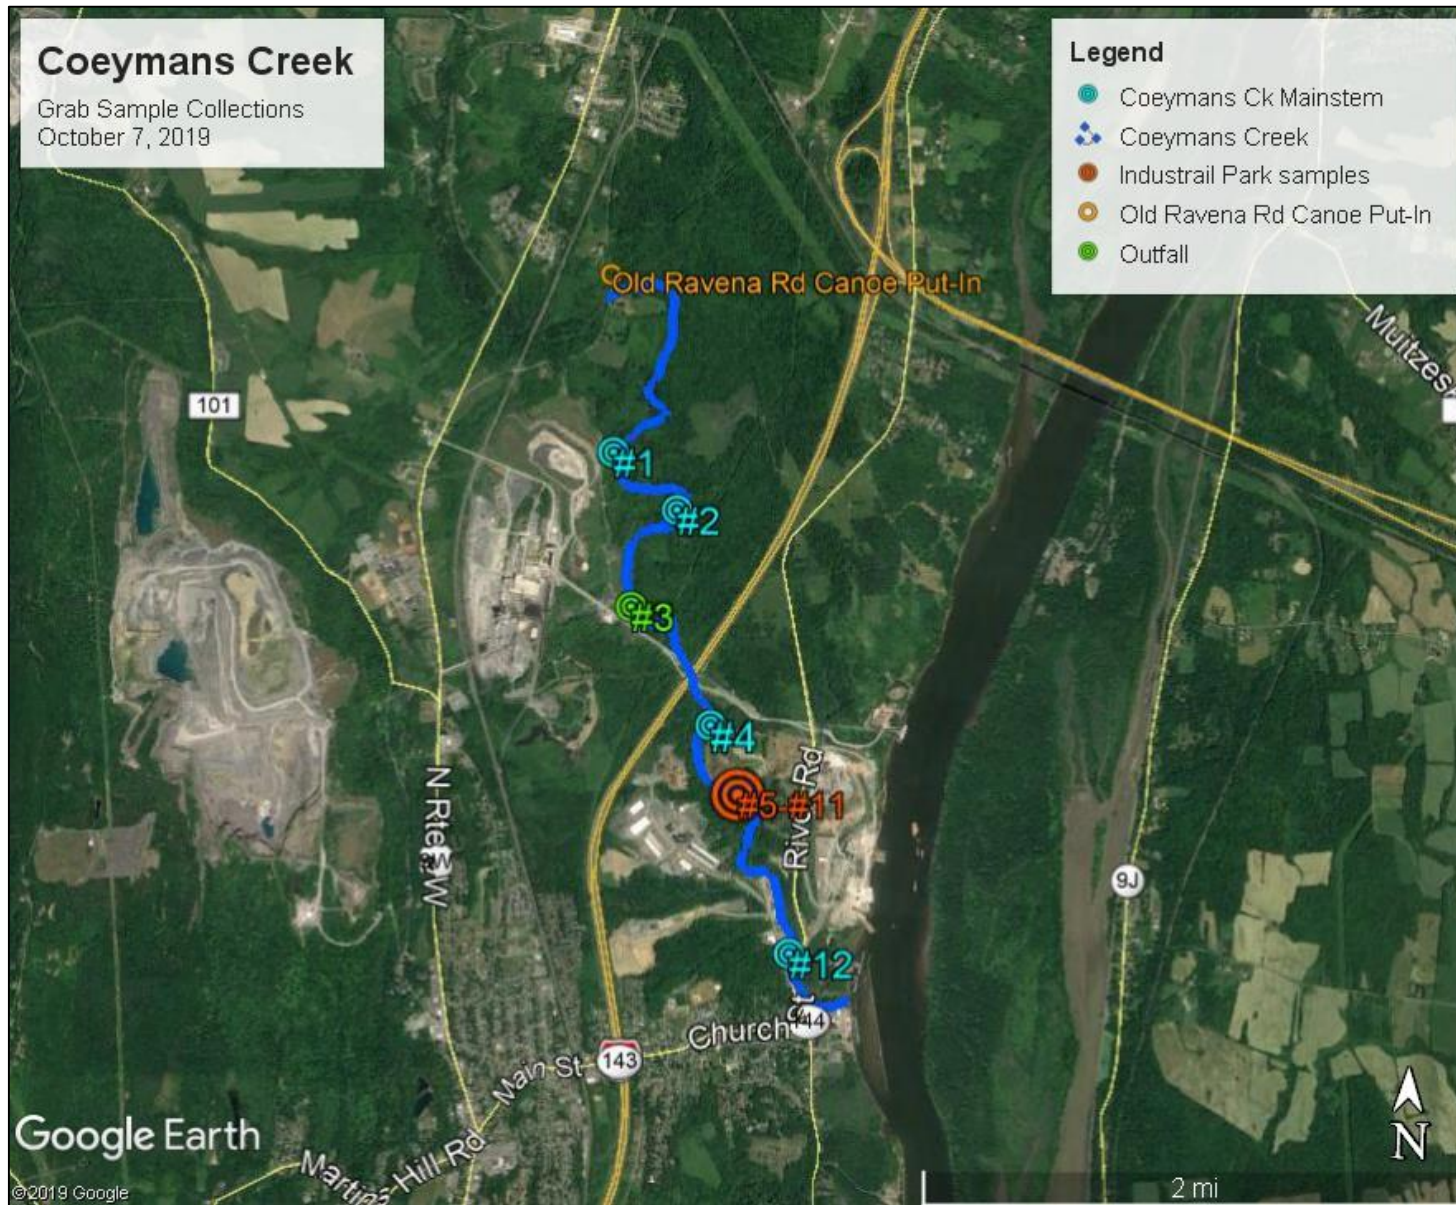 Coeymans Creek
Grab Sample Collections
October 7, 2019
Legend
Coeymans Ck Mainstem
Coeymans Creek
Industrail Park samples
Old Ravena Rd Canoe Put-In
Outfall
Old Ravena Rd Canoe Put-In
Muitzes
101
#1
#2
#3
#4
River Rd
#5-#11
N Rte 9W
9J
#12
Church St
144
143
Main St
Martins Hill Rd
Google Earth
N
©2019 Google
2 mi